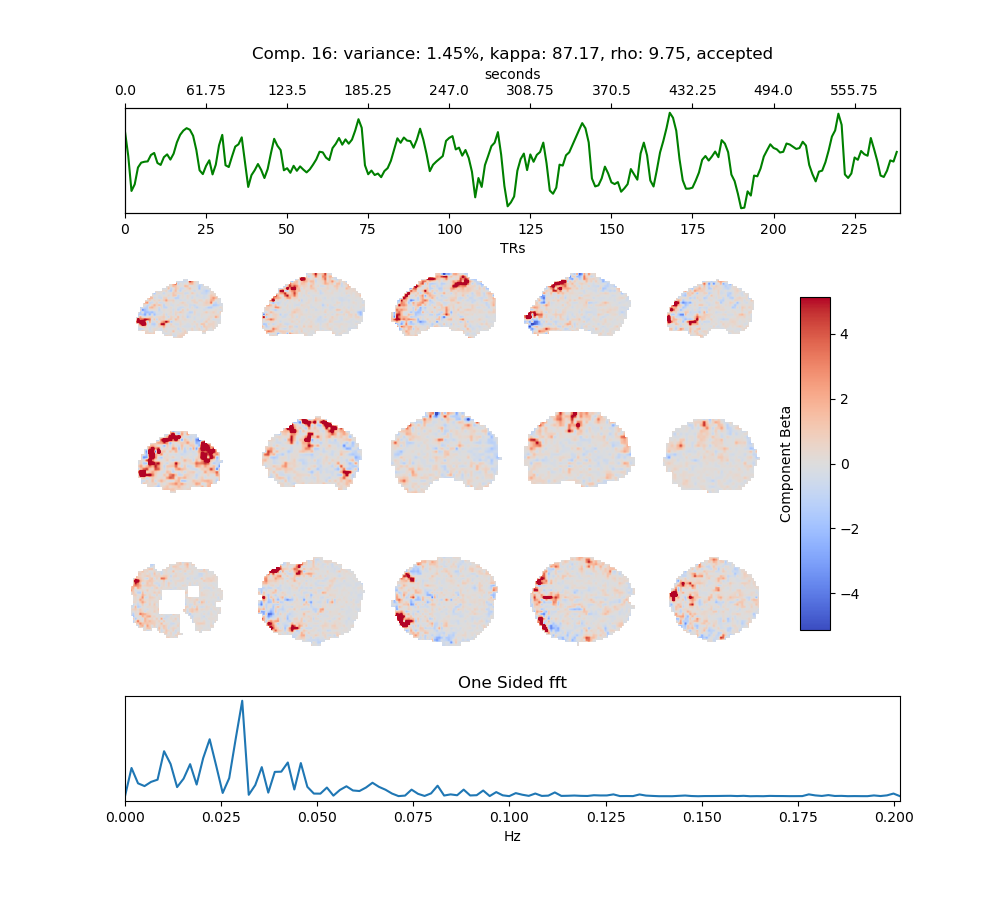 Comp. 16: variance: 1.45%, kappa: 87.17, rho: 9.75, accepted
seconds
0.0 61.75 123.5 185.25 247.0 308.75 370.5 432.25 494.0 555.75
0 25 50 75 100 125 150 175 200 225
TRs
4
2
0
−2
−4
Component Beta
One Sided fft
0.000 0.025 0.050 0.075 0.100 0.125 0.150 0.175 0.200
Hz